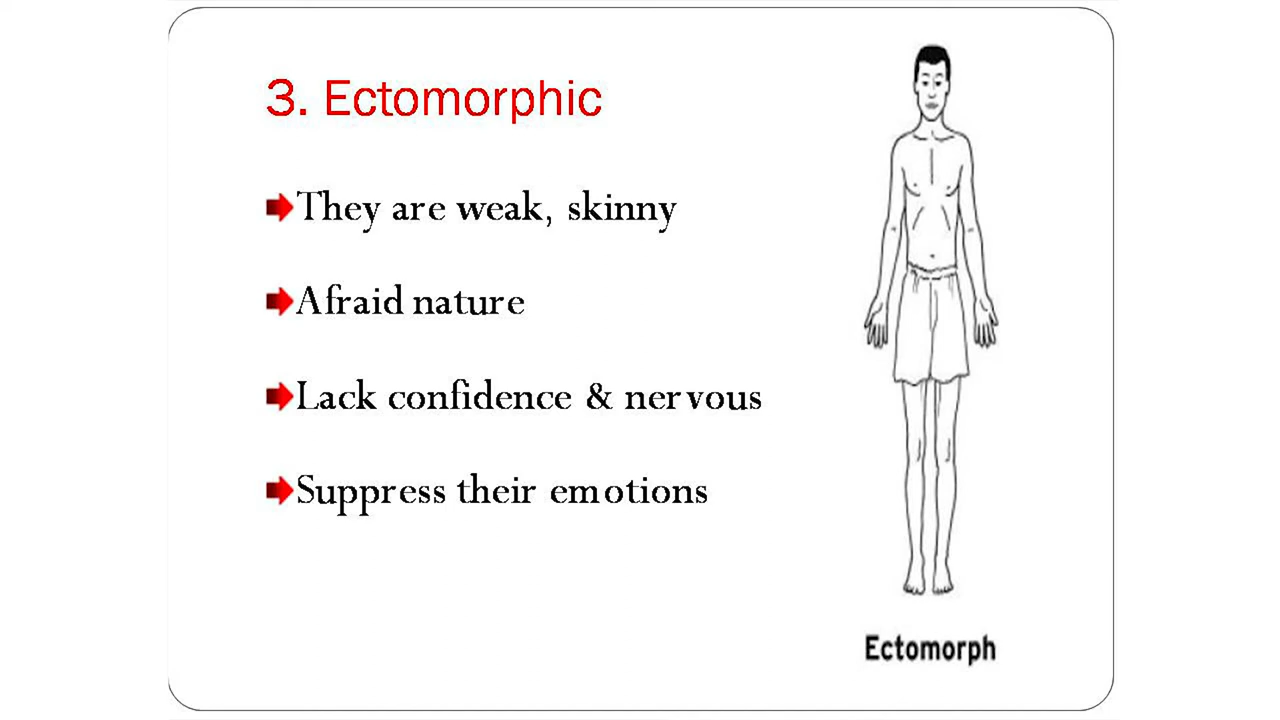 3. Ectomorphic
They are weak, skinny
Afraid nature
Lack confidence & nervous
Suppress their emotions
Ectomorph